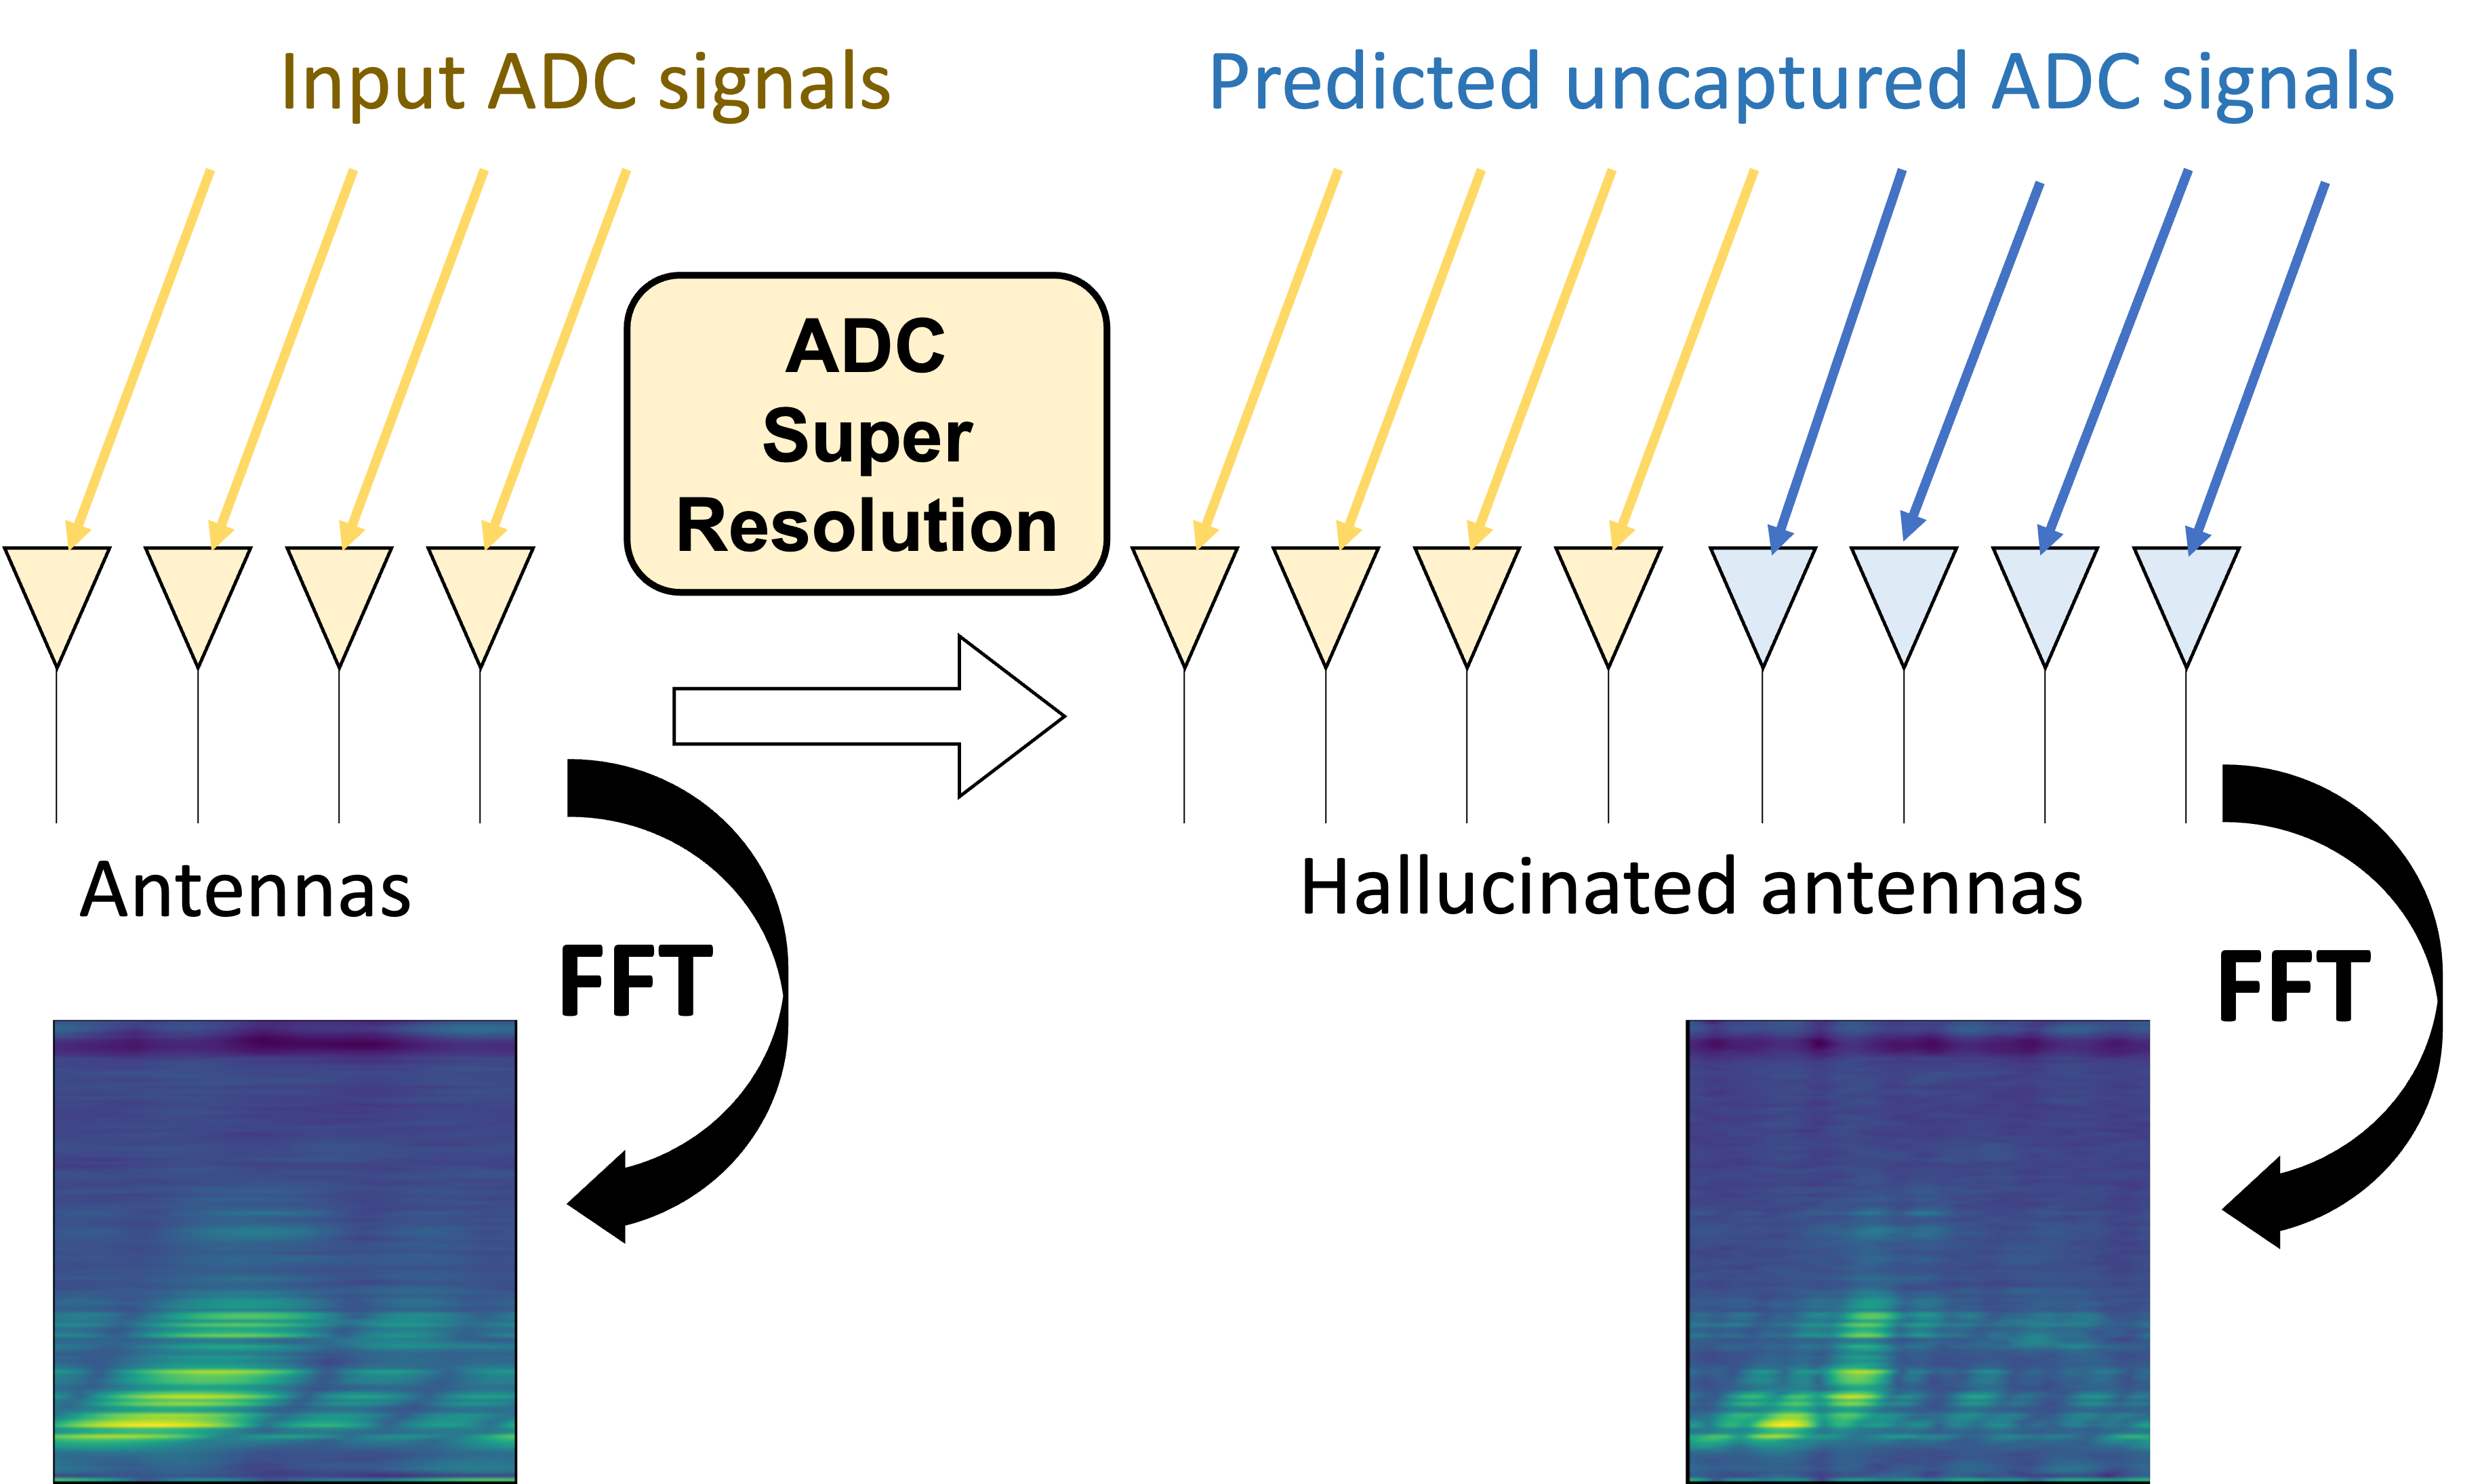 Input ADC signals
Predicted uncaptured ADC signals
ADC
Super
Resolution
Antennas
Hallucinated antennas
FFT
FFT